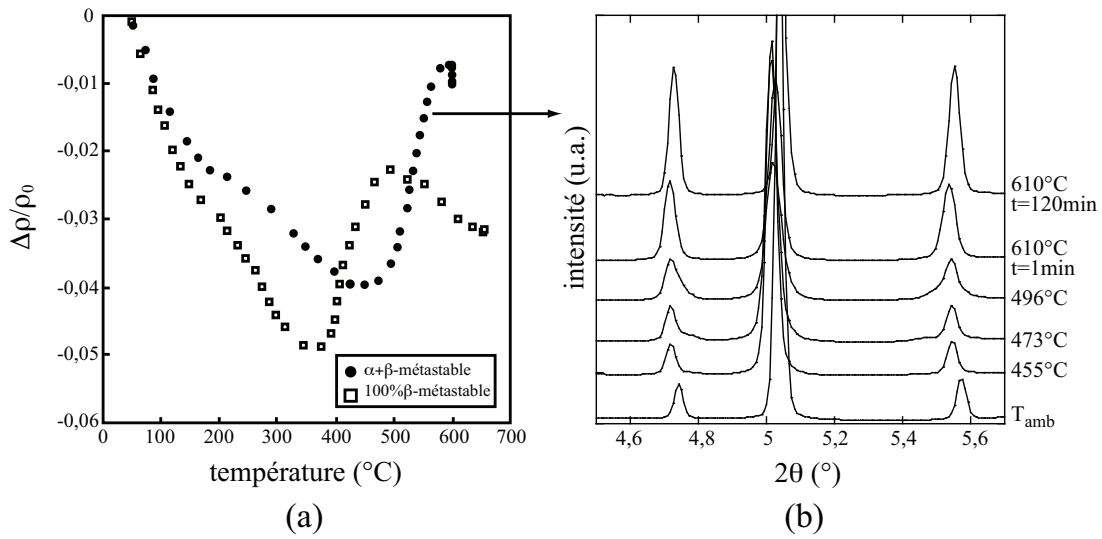 0
-0,01
-0,02
-0,03
-0,04
-0,05
-0,06
Δρ/ρ0
α+β-métastable
100%β-métastable
0 100 200 300 400 500 600 700
température (°C)
(a)
intensité (u.a.)
610°C
t=120min
610°C
t=1min
496°C
473°C
455°C
Tamb
4,6 4,8 5 5,2 5,4 5,6
2θ (°)
(b)